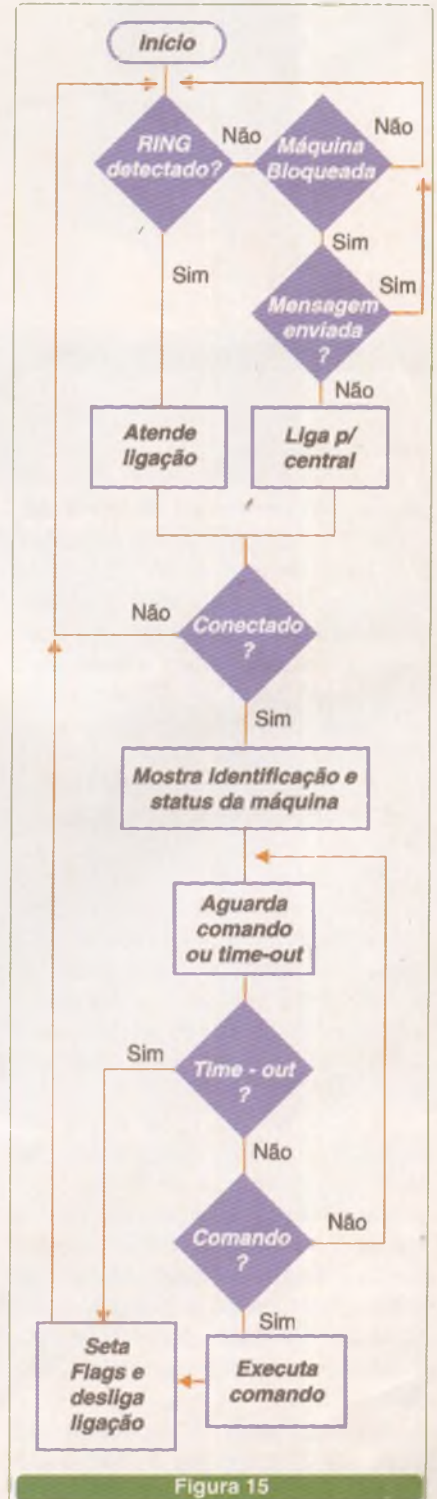 Início
RING
detectado?
Não
Máquina
Bloqueada
Não
Sim
Sim
Mensagem
enviada
?
Sim
Não
Atende
ligação
Liga p/
central
Não
Conectado
?
Sim
Mostra identificação e
status da máquina
Aguarda
comando
ou time-out
Sim
Time - out
?
Não
Comando
?
Não
Sim
Seta
Flags e
desliga
ligação
Executa
comando
Figura 15